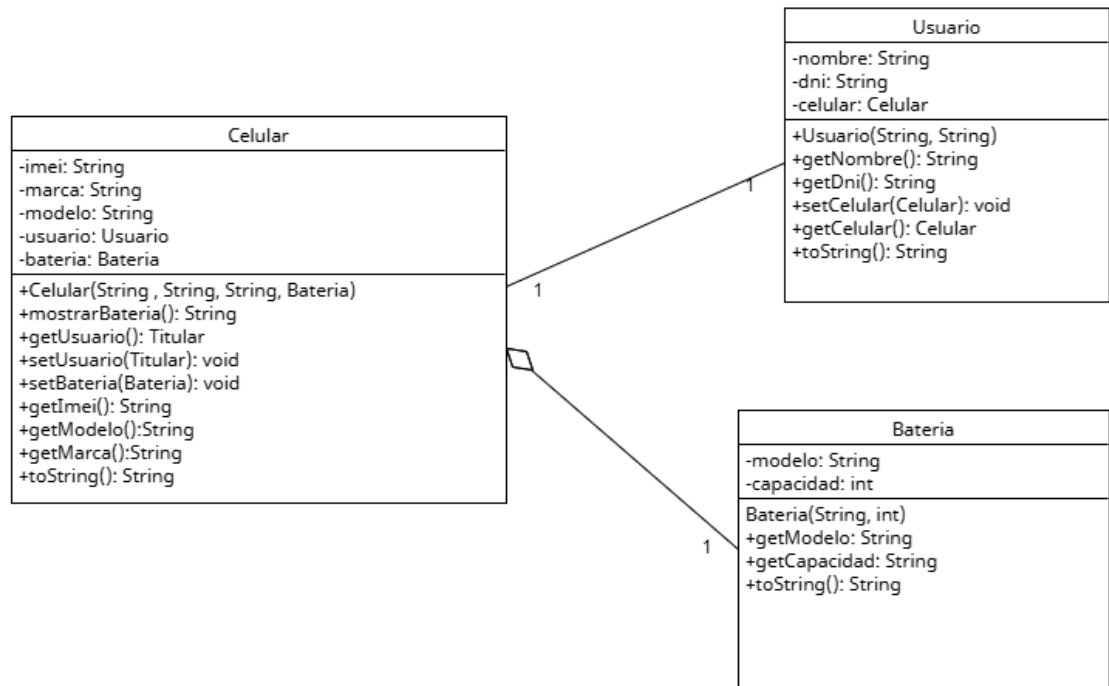 Usuario
-nombre: String
-dni: String
-celular: Celular
+Usuario(String, String)
+getNombre(): String
+getDni(): String
+setCelular(Celular): void
+getCelular(): Celular
+toString(): String
Celular
-imei: String
-marca: String
-modelo: String
-usuario: Usuario
-bateria: Bateria
+Celular(String , String, String, Bateria)
+mostrarBateria(): String
+getUsuario(): Titular
+setUsuario(Titular): void
+setBateria(Bateria): void
+getImei(): String
+getModelo():String
+getMarca():String
+toString(): String
1
1
1
Bateria
-modelo: String
-capacidad: int
Bateria(String, int)
+getModelo: String
+getCapacidad: String
+toString(): String